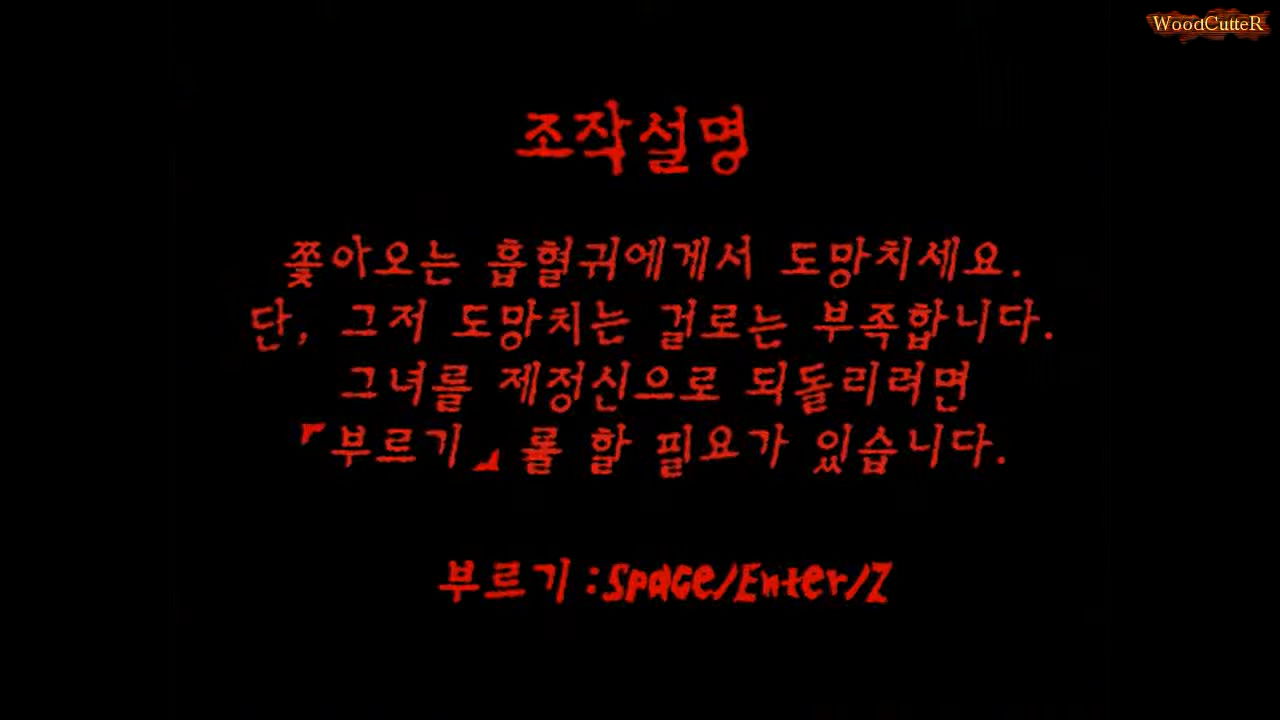 WoodCutteR
조작설명
쫓아오는 흡혈귀에게서 도망치세요.
단, 그저 도망치는 걸로는 부족합니다.
그녀를 제정신으로 되돌리려면
「부르기」를 할 필요가 있습니다.
부르기:Space/Enter/Z